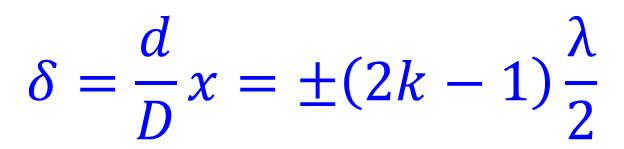 δ = d/D x = ±(2k − 1) λ/2